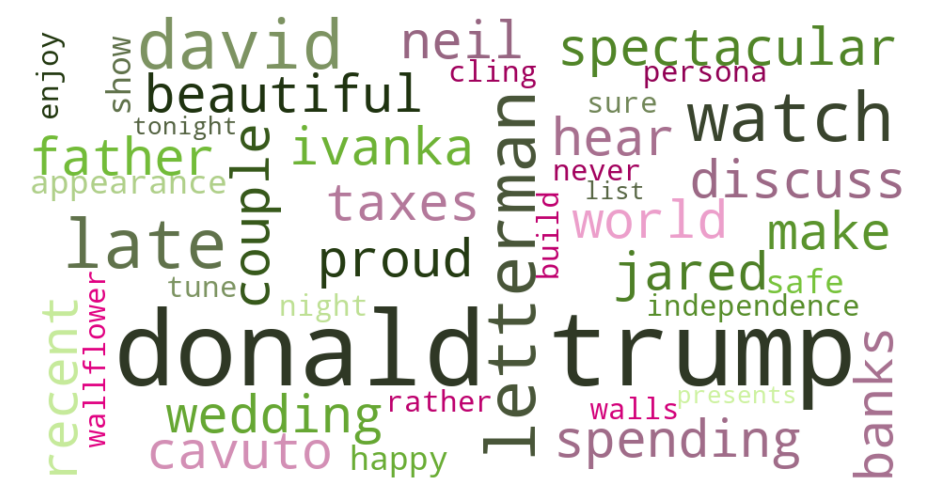 enjoy
show
david
neil
spectacular
cling
persona
beautiful
tonight
sure
watch
hear
father
couple
ivanka
letterman
never
appearance
list
discuss
taxes
build
world
late
make
proud
jared
safe
tune
recent
wallflower
night
independence
donald trump
banks
wedding
rather
walls
presents
cavuto
happy
spending